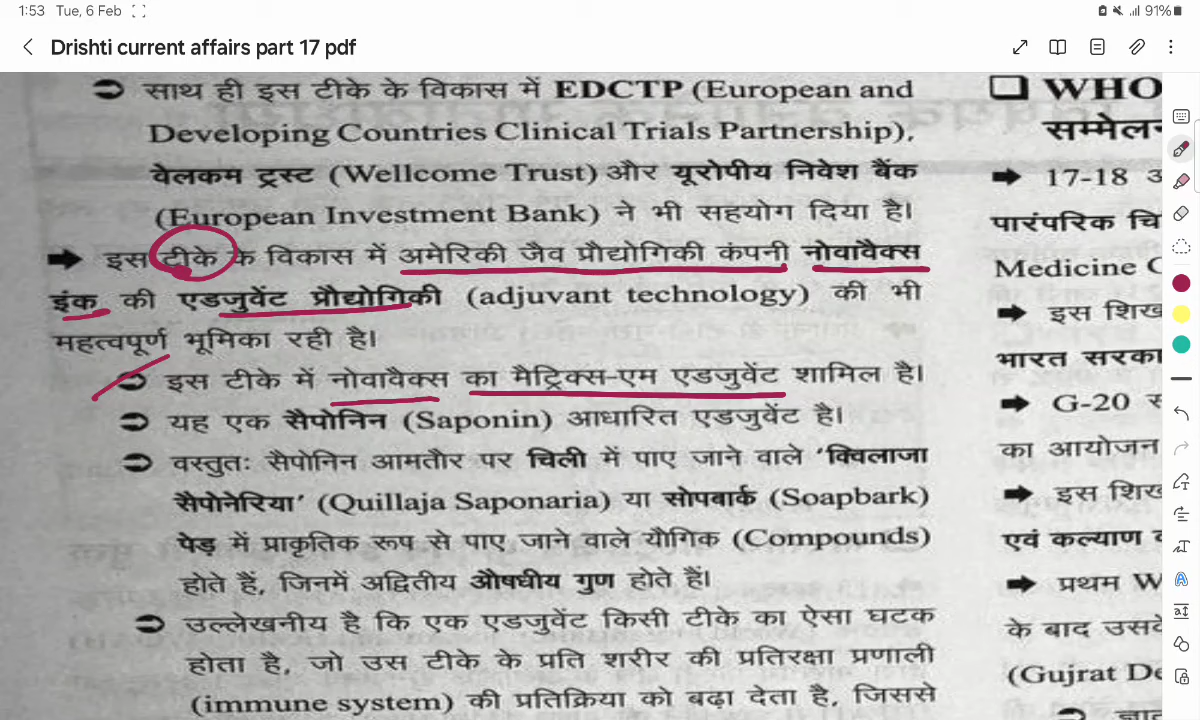 1:53 Tue, 6 Feb
91%
Drishti current affairs part 17 pdf
साथ ही इस टीके के विकास में EDCTP (European and
Developing Countries Clinical Trials Partnership),
वेलकम ट्रस्ट (Wellcome Trust) और यूरोपीय निवेश बैंक
(European Investment Bank) ने भी सहयोग दिया है।
इस टीके के विकास में अमेरिकी जैव प्रौद्योगिकी कंपनी नोवावैक्स
इंक की एडजुवेंट प्रौद्योगिकी (adjuvant technology) की भी
महत्वपूर्ण भूमिका रही है।
इस टीके में नोवावैक्स का मैट्रिक्स-एम एडजुवेंट शामिल है।
यह एक सैपोनिन (Saponin) आधारित एडजुवेंट है।
वस्तुतः सैपोनिन आमतौर पर चिली में पाए जाने वाले 'क्विलाजा
सैपोनेरिया' (Quillaja Saponaria) या सोपबार्क (Soapbark)
पेड़ में प्राकृतिक रूप से पाए जाने वाले यौगिक (Compounds)
होते हैं, जिनमें अद्वितीय औषधीय गुण होते हैं।
उल्लेखनीय है कि एक एडजुवेंट किसी टीके का ऐसा घटक
होता है, जो उस टीके के प्रति शरीर की प्रतिरक्षा प्रणाली
(immune system) की प्रतिक्रिया को बढ़ा देता है, जिससे
WHO
17-18
पारंपरिक
Medicine
इस
भारत
G-20
का आयोजन
इस
एवं कल्याण
प्रथम
के बाद
(Gujrat